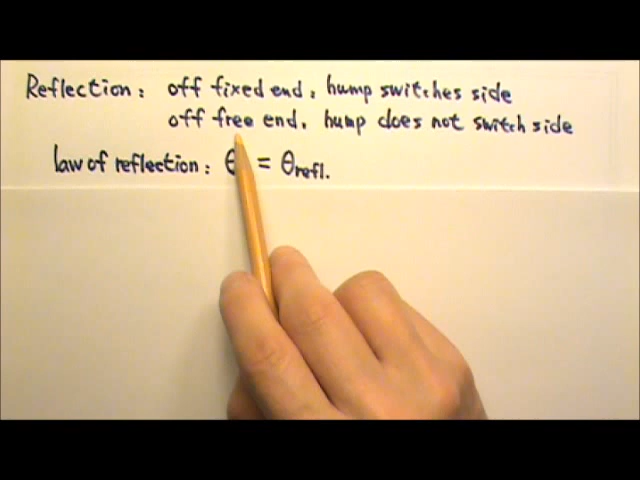 Reflection: off fixed end, hump switches side
off free end, hump does not switch side
law of reflection: θ = θrefl.